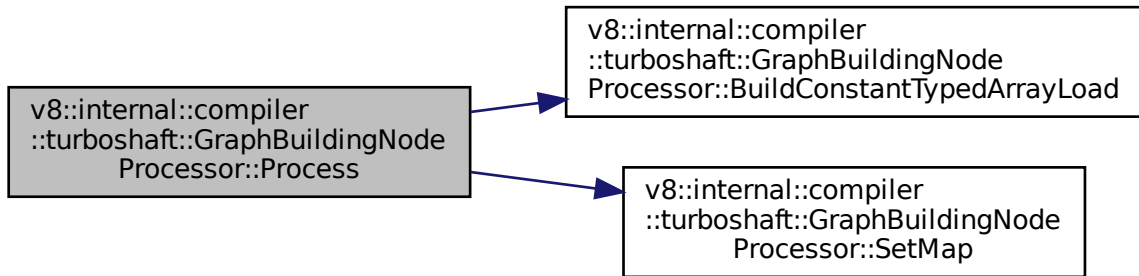 v8::internal::compiler
::turboshaft::GraphBuildingNode
Processor::Process
v8::internal::compiler
::turboshaft::GraphBuildingNode
Processor::BuildConstantTypedArrayLoad
v8::internal::compiler
::turboshaft::GraphBuildingNode
Processor::SetMap